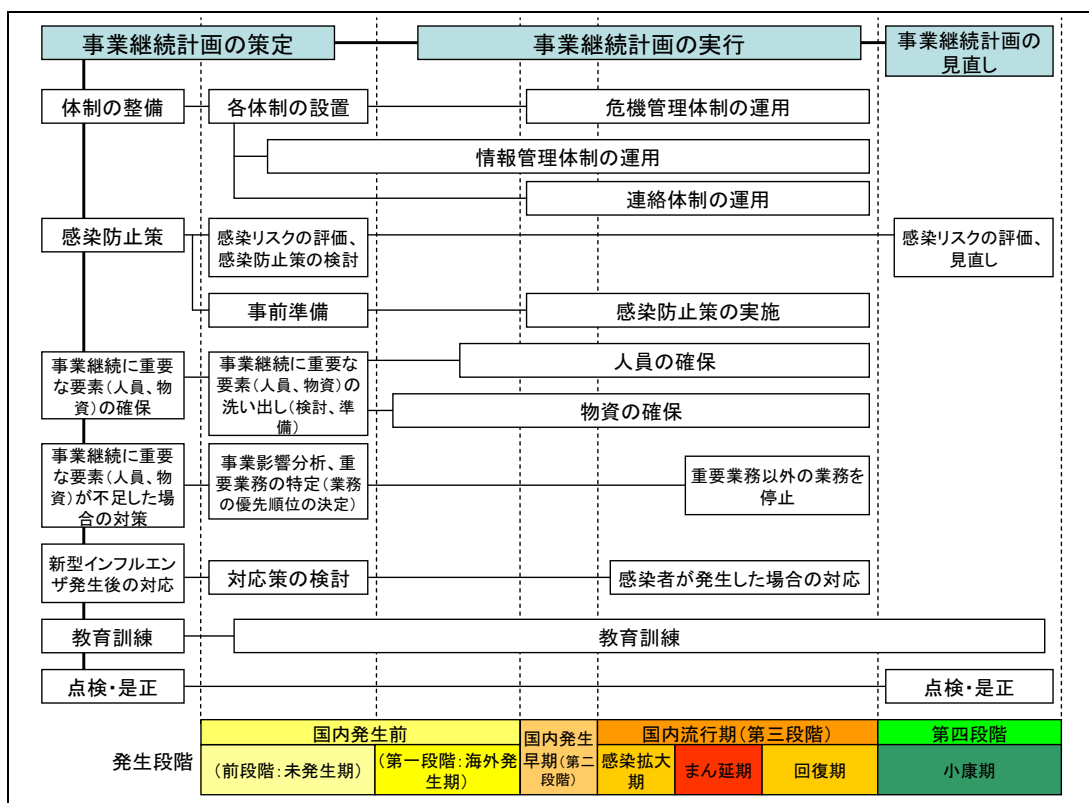 事業継続計画の策定
事業継続計画の実行
事業継続計画の
見直し
体制の整備
各体制の設置
危機管理体制の運用
情報管理体制の運用
連絡体制の運用
感染防止策
感染リスクの評価、
感染防止策の検討
感染リスクの評価、
見直し
事前準備
感染防止策の実施
事業継続に重要
な要素(人員、物
資)の確保
事業継続に重要な
要素(人員、物資)の
洗い出し(検討、準
備)
人員の確保
物資の確保
事業継続に重要
な要素(人員、物
資)が不足した場
合の対策
事業影響分析、重
要業務の特定(業務
の優先順位の決定)
重要業務以外の業務を
停止
新型インフルエン
ザ発生後の対応
対応策の検討
感染者が発生した場合の対応
教育訓練
教育訓練
点検・是正
点検・是正
発生段階
国内発生前
(前段階:未発生期)
(第一段階:海外発
生期)
国内発生
早期(第二
段階)
国内流行期(第三段階)
感染拡大
期
まん延期
回復期
第四段階
小康期